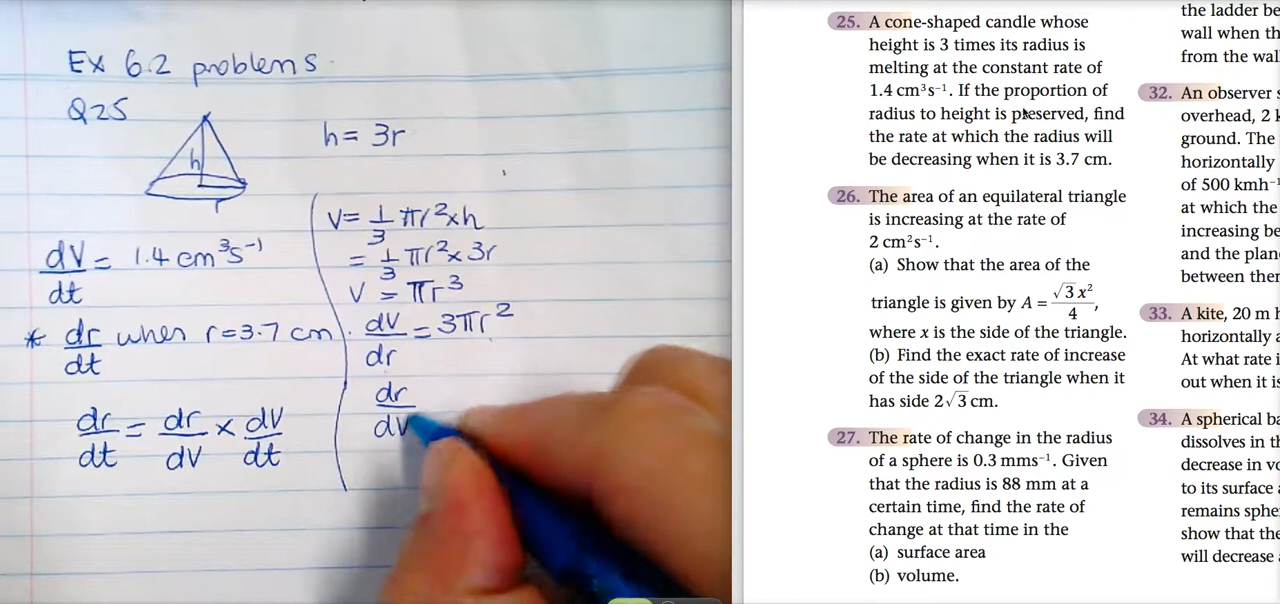 Ex 6.2 problems.
Q25
h
r
h = 3r
dV/dt = 1.4 cm³s⁻¹
* dr/dt when r = 3.7 cm.
dr/dt = dr/dV × dV/dt
V = 1/3 πr² × h
= 1/3 πr² × 3r
V = πr³
dV/dr = 3πr²
dr/dV
25. A cone-shaped candle whose
height is 3 times its radius is
melting at the constant rate of
1.4 cm³s⁻¹. If the proportion of
radius to height is preserved, find
the rate at which the radius will
be decreasing when it is 3.7 cm.
26. The area of an equilateral triangle
is increasing at the rate of
2 cm²s⁻¹.
(a) Show that the area of the
triangle is given by A = √3x²/4,
where x is the side of the triangle.
(b) Find the exact rate of increase
of the side of the triangle when it
has side 2√3 cm.
27. The rate of change in the radius
of a sphere is 0.3 mms⁻¹. Given
that the radius is 88 mm at a
certain time, find the rate of
change at that time in the
(a) surface area
(b) volume.
the ladder be
wall when th
from the wal
32. An observer s
overhead, 2 k
ground. The
horizontally
of 500 kmh⁻¹
at which the
increasing be
and the plan
between ther
33. A kite, 20 m h
horizontally a
At what rate i
out when it is
34. A spherical ba
dissolves in th
decrease in vo
to its surface a
remains sphe
show that the
will decrease a